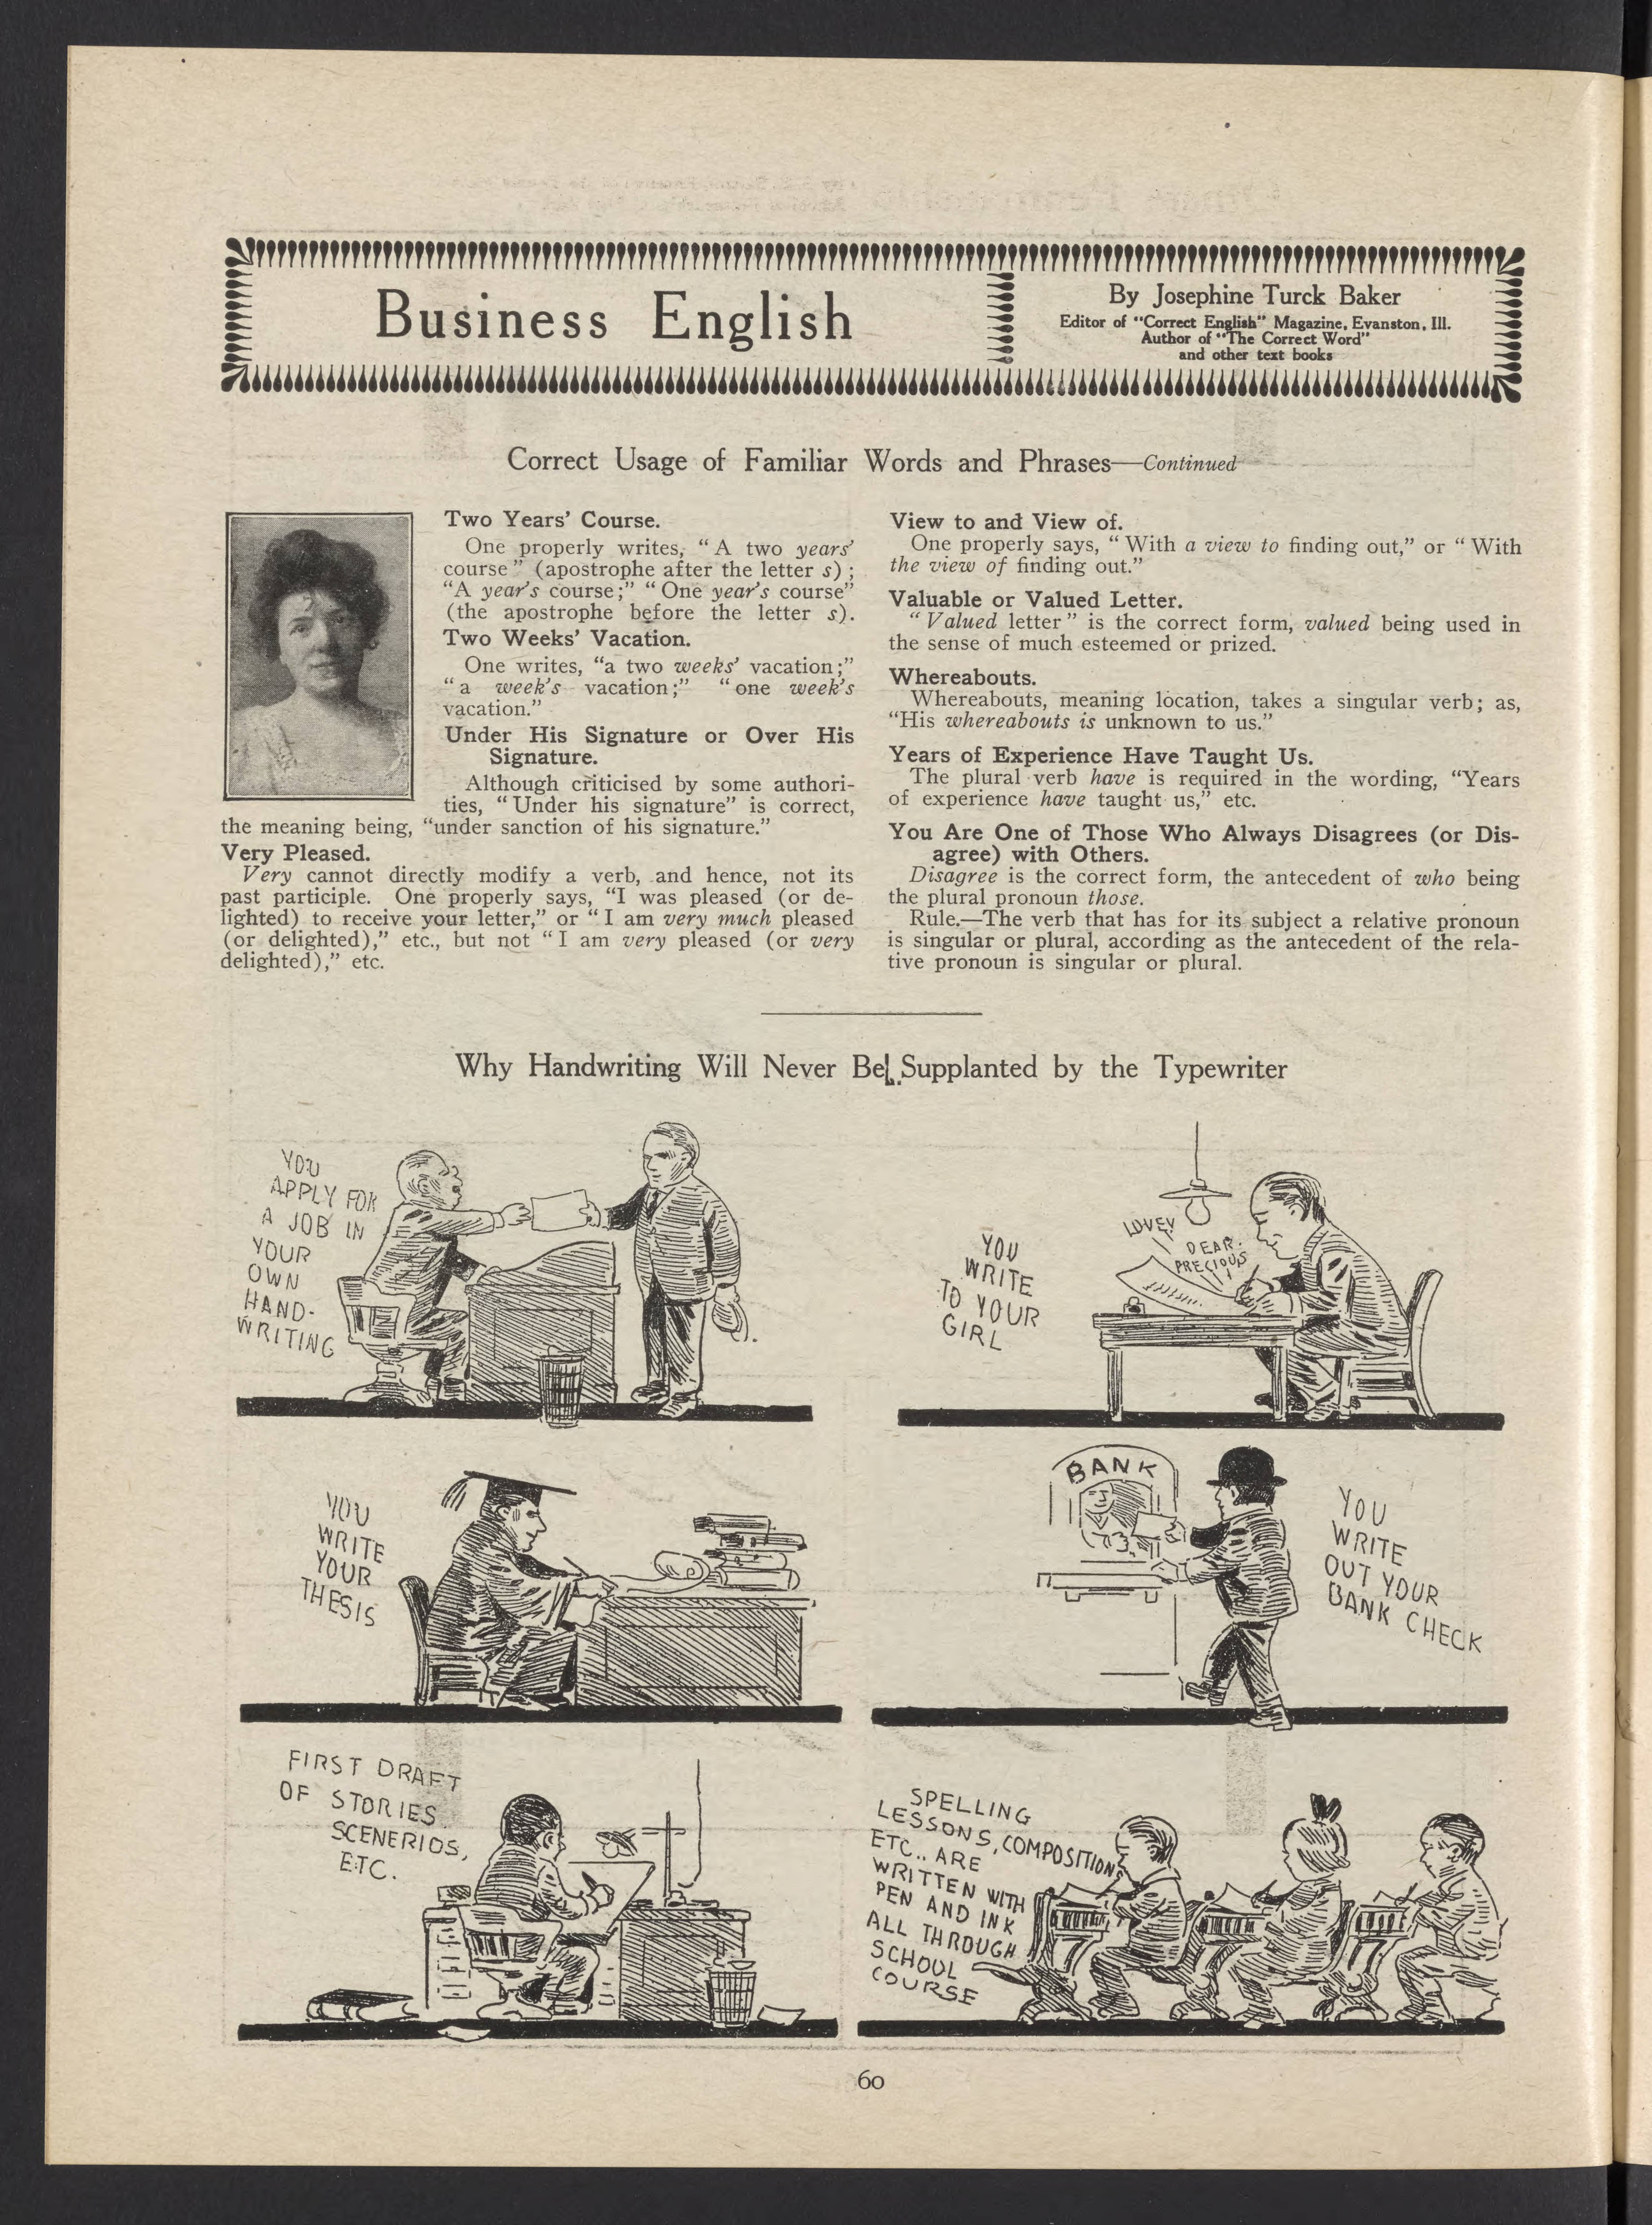 Business English
By Josephine Turck Baker
Editor of "Correct English" Magazine, Evanston, Ill.
Author of "The Correct Word"
and other text books
Correct Usage of Familiar Words and Phrases—Continued
Two Years' Course.
One properly writes, "A two years'
course" (apostrophe after the letter s);
"A year's course;" "One year's course"
(the apostrophe before the letter s).
Two Weeks' Vacation.
One writes, "a two weeks' vacation;"
"a week's vacation;" "one week's
vacation."
Under His Signature or Over His
Signature.
Although criticised by some authori-
ties, "Under his signature" is correct,
the meaning being, "under sanction of his signature."
Very Pleased.
Very cannot directly modify a verb, and hence, not its
past participle. One properly says, "I was pleased (or de-
lighted) to receive your letter," or "I am very much pleased
(or delighted)," etc., but not "I am very pleased (or very
delighted)," etc.
View to and View of.
One properly says, "With a view to finding out," or "With
the view of finding out."
Valuable or Valued Letter.
"Valued letter" is the correct form, valued being used in
the sense of much esteemed or prized.
Whereabouts.
Whereabouts, meaning location, takes a singular verb; as,
"His whereabouts is unknown to us."
Years of Experience Have Taught Us.
The plural verb have is required in the wording, "Years
of experience have taught us," etc.
You Are One of Those Who Always Disagrees (or Dis-
agree) with Others.
Disagree is the correct form, the antecedent of who being
the plural pronoun those.
Rule.—The verb that has for its subject a relative pronoun
is singular or plural, according as the antecedent of the rela-
tive pronoun is singular or plural.
Why Handwriting Will Never Be Supplanted by the Typewriter
YOU
APPLY FOR
A JOB IN
YOUR
OWN
HAND-
WRITING
YOU
WRITE
TO YOUR
GIRL
LOVEY
DEAR
PRECIOUS
YOU
WRITE
YOUR
THESIS
BANK
YOU
WRITE
OUT YOUR
BANK CHECK
FIRST DRAFT
OF STORIES
SCENERIOS,
ETC.
SPELLING
LESSONS, COMPOSITIONS
ETC., ARE
WRITTEN WITH
PEN AND INK
ALL THROUGH
SCHOOL
COURSE
60